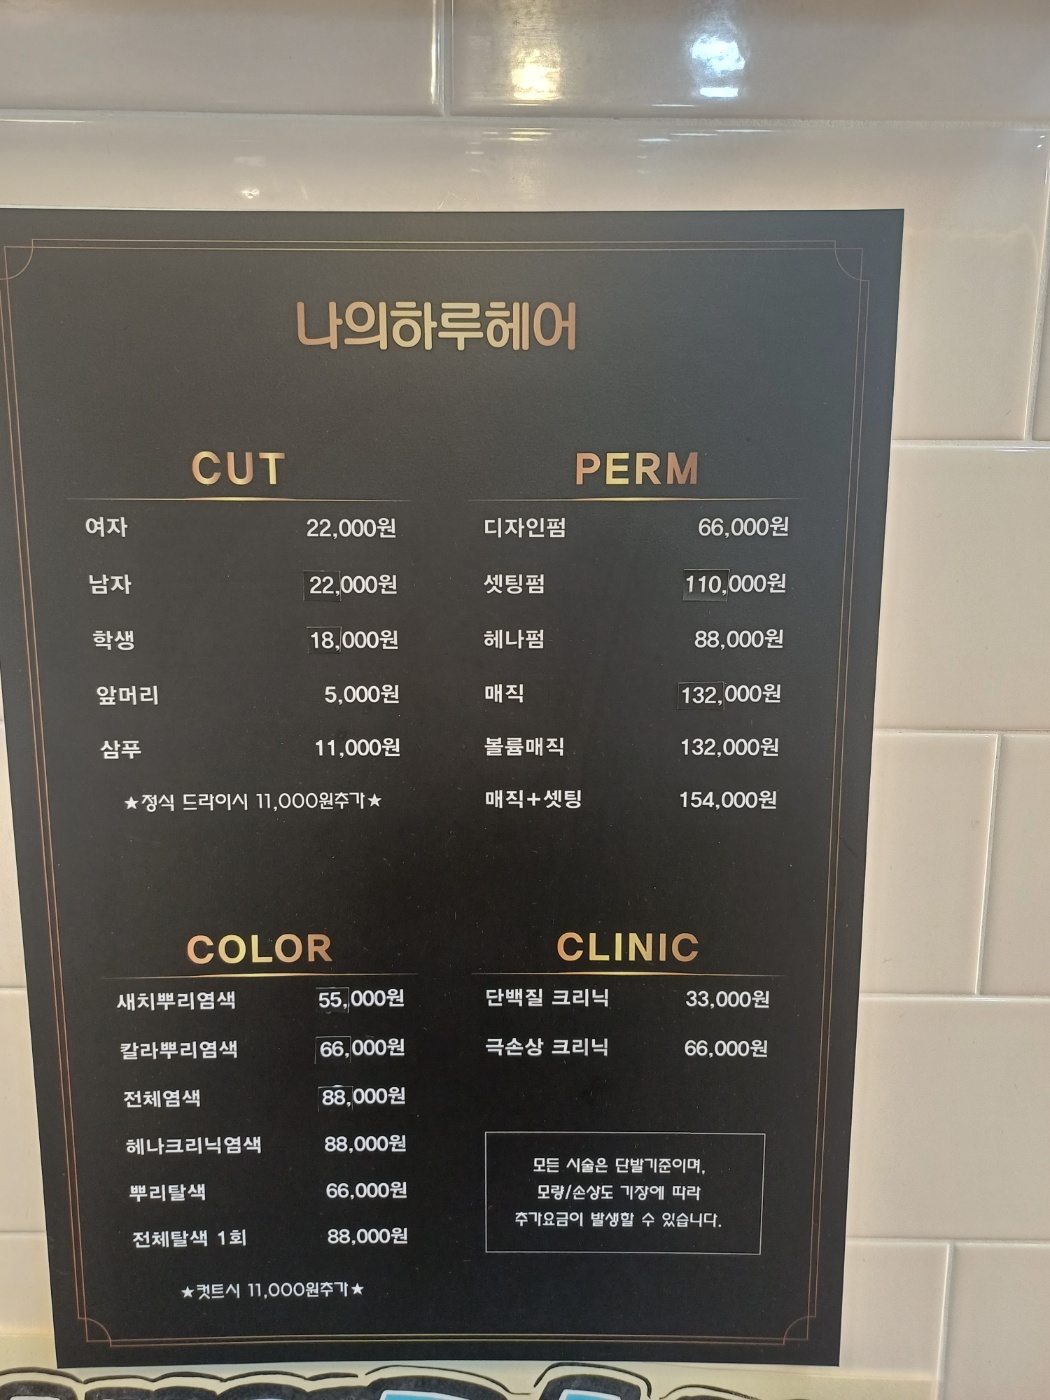 나의하루헤어
CUT
여자 22,000원
남자 22,000원
학생 18,000원
앞머리 5,000원
삼푸 11,000원
★정식 드라이시 11,000원추가★
PERM
디자인펌 66,000원
셋팅펌 110,000원
헤나펌 88,000원
매직 132,000원
볼륨매직 132,000원
매직+셋팅 154,000원
COLOR
새치뿌리염색 55,000원
칼라뿌리염색 66,000원
전체염색 88,000원
헤나크리닉염색 88,000원
뿌리탈색 66,000원
전체탈색 1회 88,000원
★컷트시 11,000원추가★
CLINIC
단백질 크리닉 33,000원
극손상 크리닉 66,000원
모든 시술은 단발기준이며,
모량/손상도 기장에 따라
추가요금이 발생할 수 있습니다.